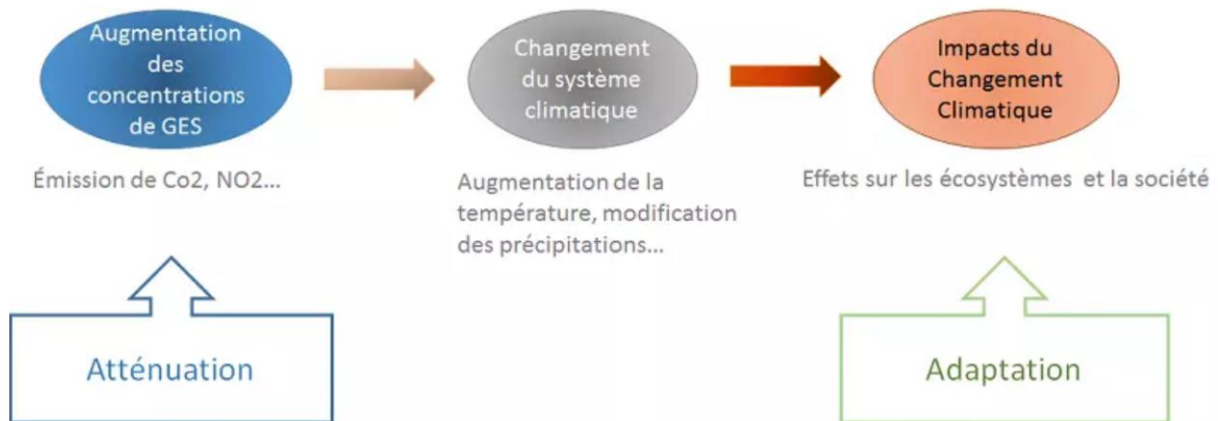 Augmentation
des
concentrations
de GES
Changement
du système
climatique
Impacts du
Changement
Climatique
Émission de Co2, NO2...
Augmentation de la
température, modification
des précipitations...
Effets sur les écosystèmes et la société
Atténuation
Adaptation